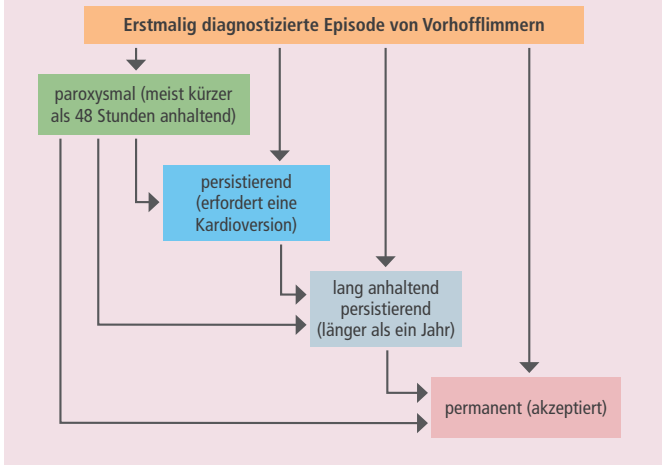 Erstmalig diagnostizierte Episode von Vorhofflimmern
paroxysmal (meist kürzer
als 48 Stunden anhaltend)
persistierend
(erfordert eine
Kardioversion)
lang anhaltend
persistierend
(länger als ein Jahr)
permanent (akzeptiert)